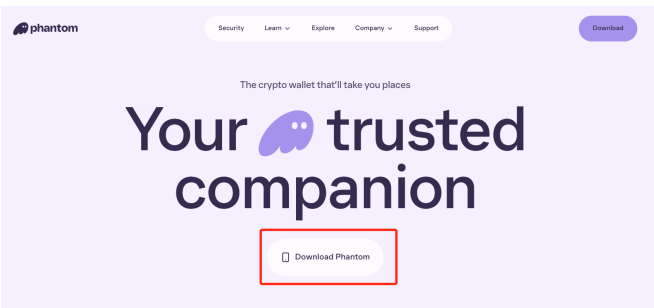 phantom
Security Learn Explore Company Support
Download
The crypto wallet that'll take you places
Your trusted
companion
Download Phantom